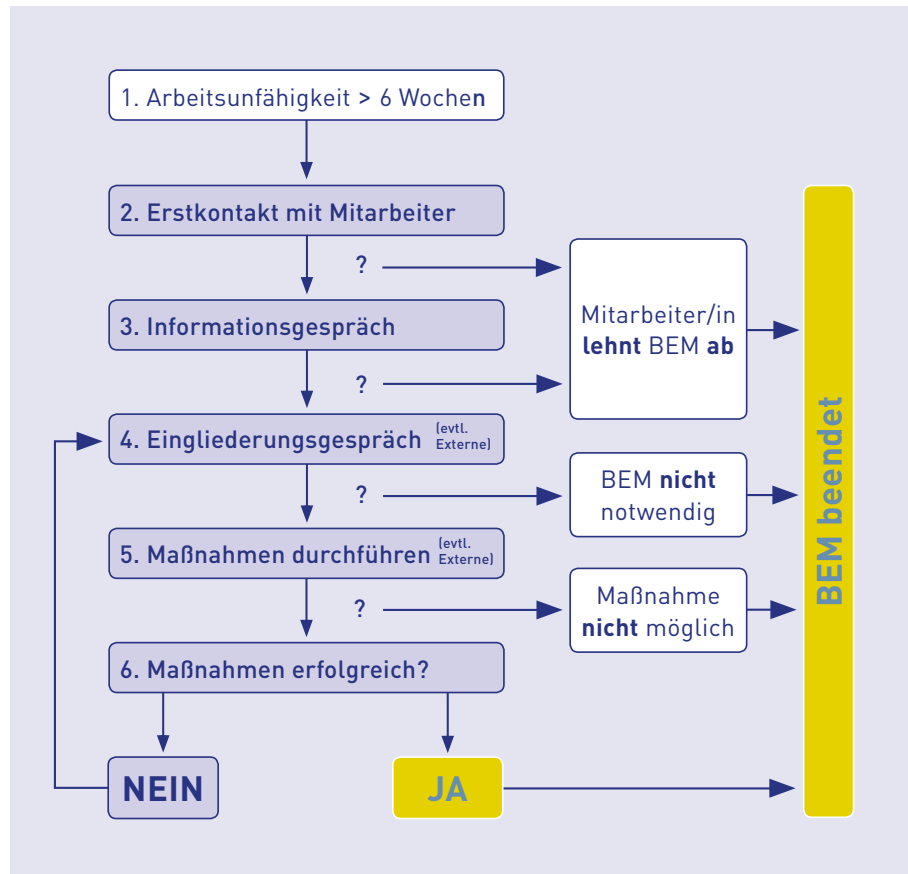 1. Arbeitsunfähigkeit > 6 Wochen
2. Erstkontakt mit Mitarbeiter
?
3. Informationsgespräch
?
Mitarbeiter/in
lehnt BEM ab
4. Eingliederungsgespräch (evtl.
Externe)
?
BEM nicht
notwendig
5. Maßnahmen durchführen (evtl.
Externe)
?
Maßnahme
nicht möglich
6. Maßnahmen erfolgreich?
NEIN
JA
BEM beendet